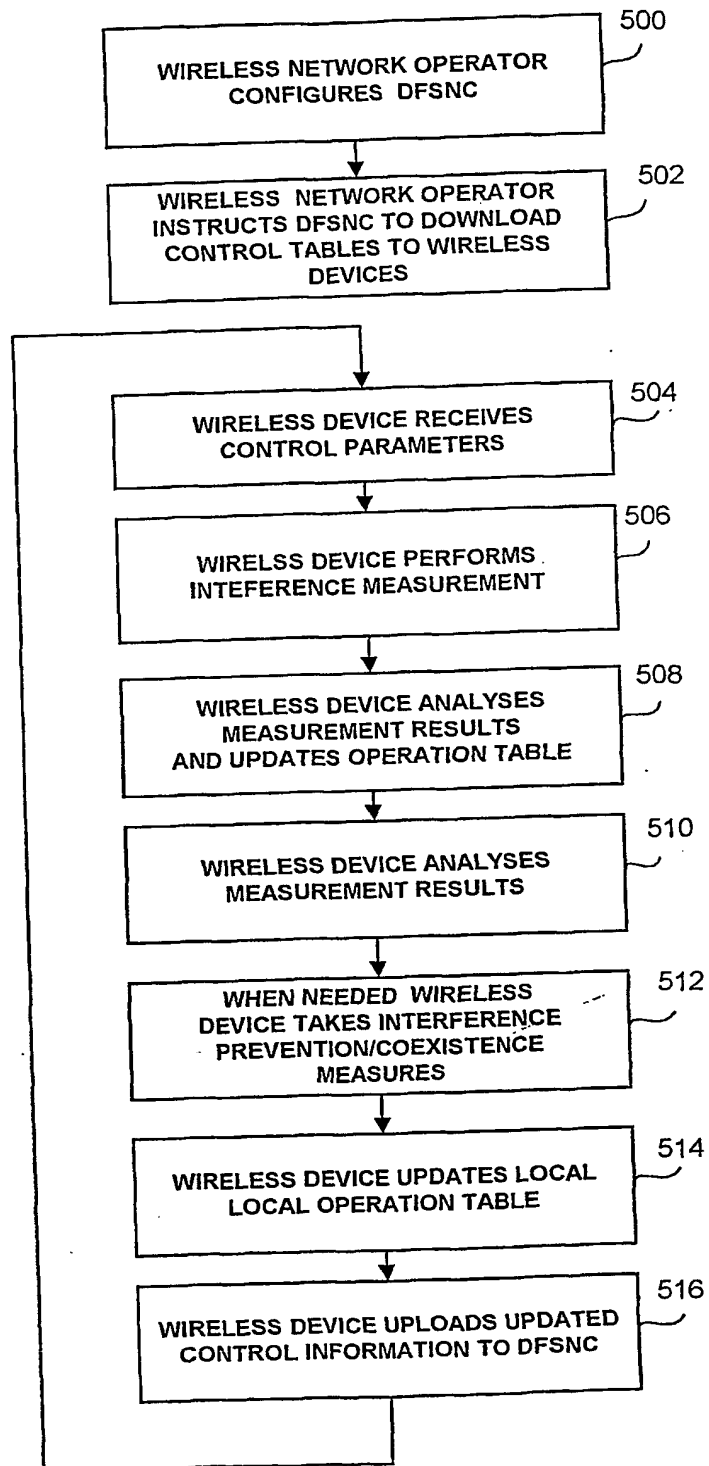 500
WIRELESS NETWORK OPERATOR
CONFIGURES DFSNC
502
WIRELESS NETWORK OPERATOR
INSTRUCTS DFSNC TO DOWNLOAD
CONTROL TABLES TO WIRELESS
DEVICES
504
WIRELESS DEVICE RECEIVES
CONTROL PARAMETERS
506
WIRELSS DEVICE PERFORMS
INTEFERENCE MEASUREMENT
508
WIRELESS DEVICE ANALYSES
MEASUREMENT RESULTS
AND UPDATES OPERATION TABLE
510
WIRELESS DEVICE ANALYSES
MEASUREMENT RESULTS
512
WHEN NEEDED WIRELESS
DEVICE TAKES INTERFERENCE
PREVENTION/COEXISTENCE
MEASURES
514
WIRELESS DEVICE UPDATES LOCAL
LOCAL OPERATION TABLE
516
WIRELESS DEVICE UPLOADS UPDATED
CONTROL INFORMATION TO DFSNC